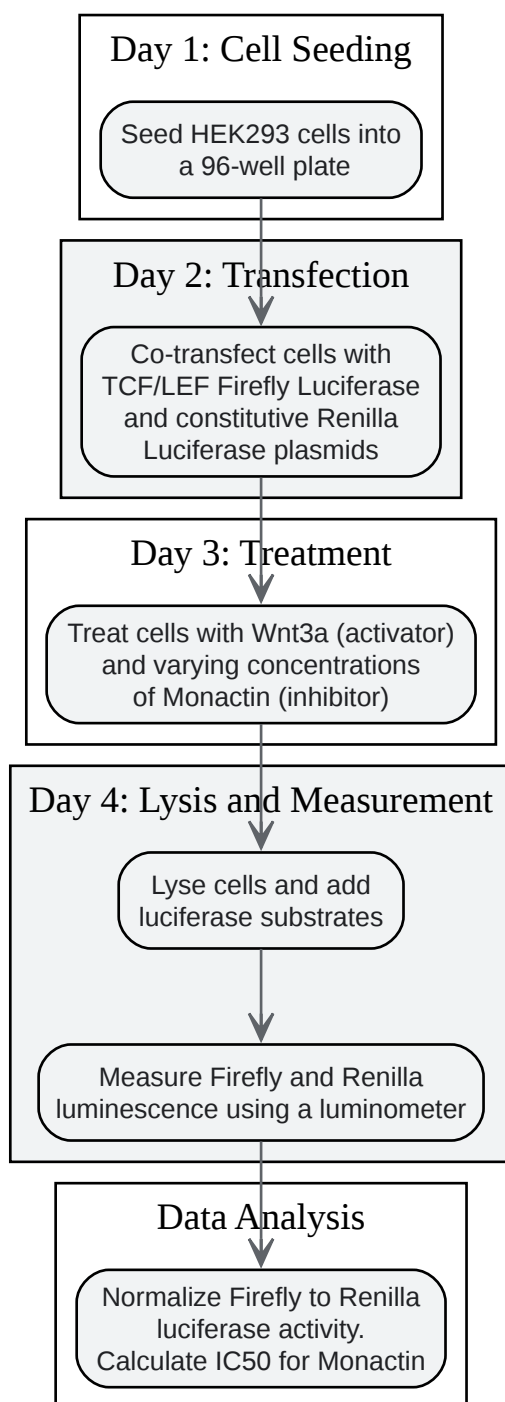 Day 1: Cell Seeding
Seed HEK293 cells into
a 96-well plate
Day 2: Transfection
Co-transfect cells with
TCF/LEF Firefly Luciferase
and constitutive Renilla
Luciferase plasmids
Day 3: Treatment
Treat cells with Wnt3a (activator)
and varying concentrations
of Monactin (inhibitor)
Day 4: Lysis and Measurement
Lyse cells and add
luciferase substrates
Measure Firefly and Renilla
luminescence using a luminometer
Data Analysis
Normalize Firefly to Renilla
luciferase activity.
Calculate IC50 for Monactin